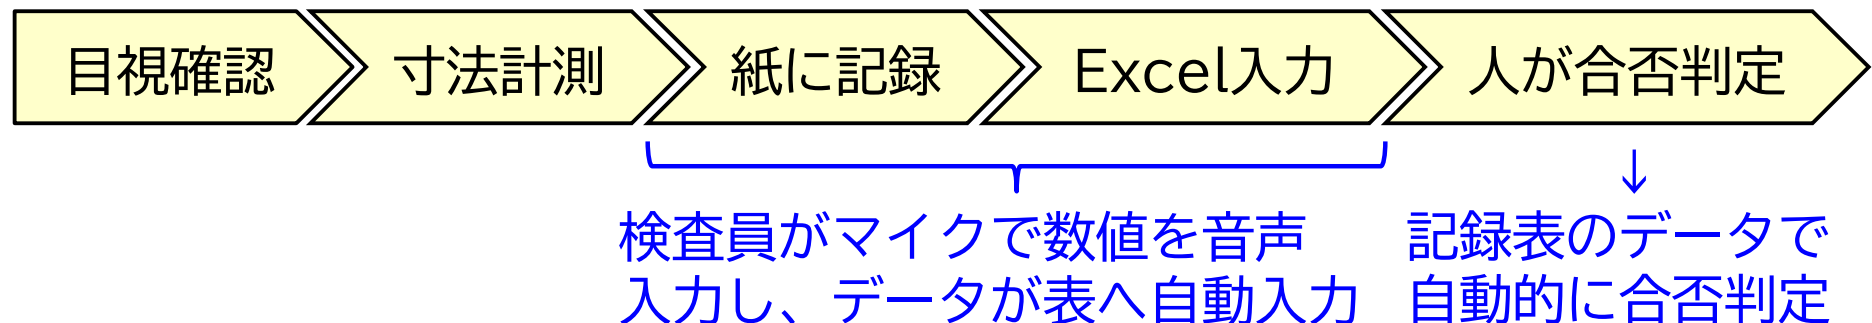 目視確認
寸法計測
紙に記録
Excel入力
人が合否判定
↓
検査員がマイクで数値を音声
入力し、データが表へ自動入力
記録表のデータで
自動的に合否判定